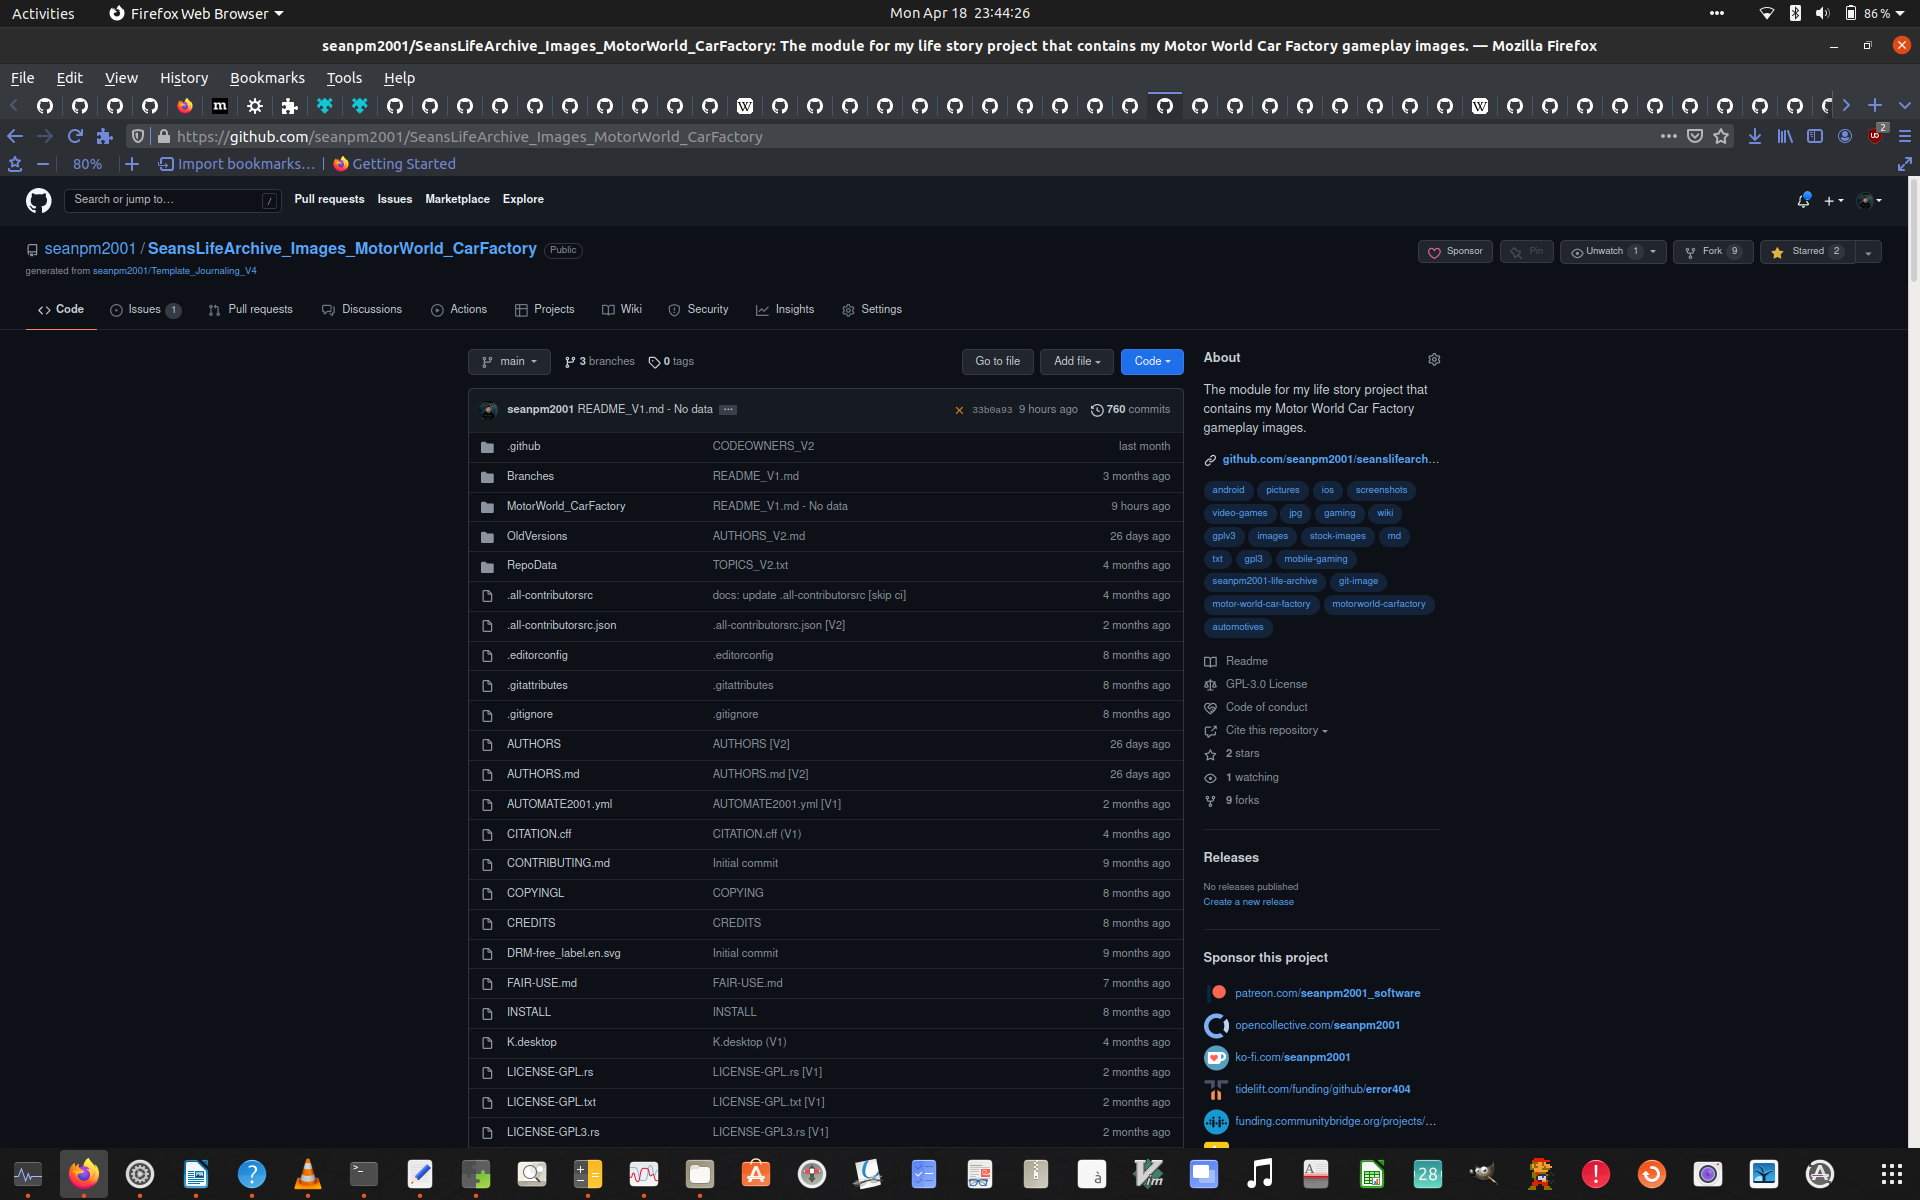 Activities Firefox Web Browser Mon Apr 18 23:44:26 86 %
seanpm2001/SeansLifeArchive_Images_MotorWorld_CarFactory: The module for my life story project that contains my Motor World Car Factory gameplay images. — Mozilla Firefox
File Edit View History Bookmarks Tools Help
https://github.com/seanpm2001/SeansLifeArchive_Images_MotorWorld_CarFactory 2
80% Import bookmarks... Getting Started
Search or jump to... / Pull requests Issues Marketplace Explore
seanpm2001 / SeansLifeArchive_Images_MotorWorld_CarFactory Public
Sponsor Pin Unwatch 1 Fork 9 Starred 2
generated from seanpm2001/Template_Journaling_V4
Code Issues 1 Pull requests Discussions Actions Projects Wiki Security Insights Settings
main 3 branches 0 tags Go to file Add file Code
seanpm2001 README_V1.md - No data ... 33b0a93 9 hours ago 760 commits
.github CODEOWNERS_V2 last month
Branches README_V1.md 3 months ago
MotorWorld_CarFactory README_V1.md - No data 9 hours ago
OldVersions AUTHORS_V2.md 26 days ago
RepoData TOPICS_V2.txt 4 months ago
.all-contributorsrc docs: update .all-contributorsrc [skip ci] 4 months ago
.all-contributorsrc.json .all-contributorsrc.json [V2] 2 months ago
.editorconfig .editorconfig 8 months ago
.gitattributes .gitattributes 8 months ago
.gitignore .gitignore 8 months ago
AUTHORS AUTHORS [V2] 26 days ago
AUTHORS.md AUTHORS.md [V2] 26 days ago
AUTOMATE2001.yml AUTOMATE2001.yml [V1] 2 months ago
CITATION.cff CITATION.cff (V1) 4 months ago
CONTRIBUTING.md Initial commit 9 months ago
COPYINGL COPYING 8 months ago
CREDITS CREDITS 8 months ago
DRM-free_label.en.svg Initial commit 9 months ago
FAIR-USE.md FAIR-USE.md 7 months ago
INSTALL INSTALL 8 months ago
K.desktop K.desktop (V1) 4 months ago
LICENSE-GPL.rs LICENSE-GPL.rs [V1] 2 months ago
LICENSE-GPL.txt LICENSE-GPL.txt [V1] 2 months ago
LICENSE-GPL3.rs LICENSE-GPL3.rs [V1] 2 months ago
About
The module for my life story project that
contains my Motor World Car Factory
gameplay images.
github.com/seanpm2001/seanslifearch...
android pictures ios screenshots
video-games jpg gaming wiki
gplv3 images stock-images md
txt gpl3 mobile-gaming
seanpm2001-life-archive git-image
motor-world-car-factory motorworld-carfactory
automotives
Readme
GPL-3.0 License
Code of conduct
Cite this repository
2 stars
1 watching
9 forks
Releases
No releases published
Create a new release
Sponsor this project
patreon.com/seanpm2001_software
opencollective.com/seanpm2001
ko-fi.com/seanpm2001
tidelift.com/funding/github/error404
funding.communitybridge.org/projects/...
28